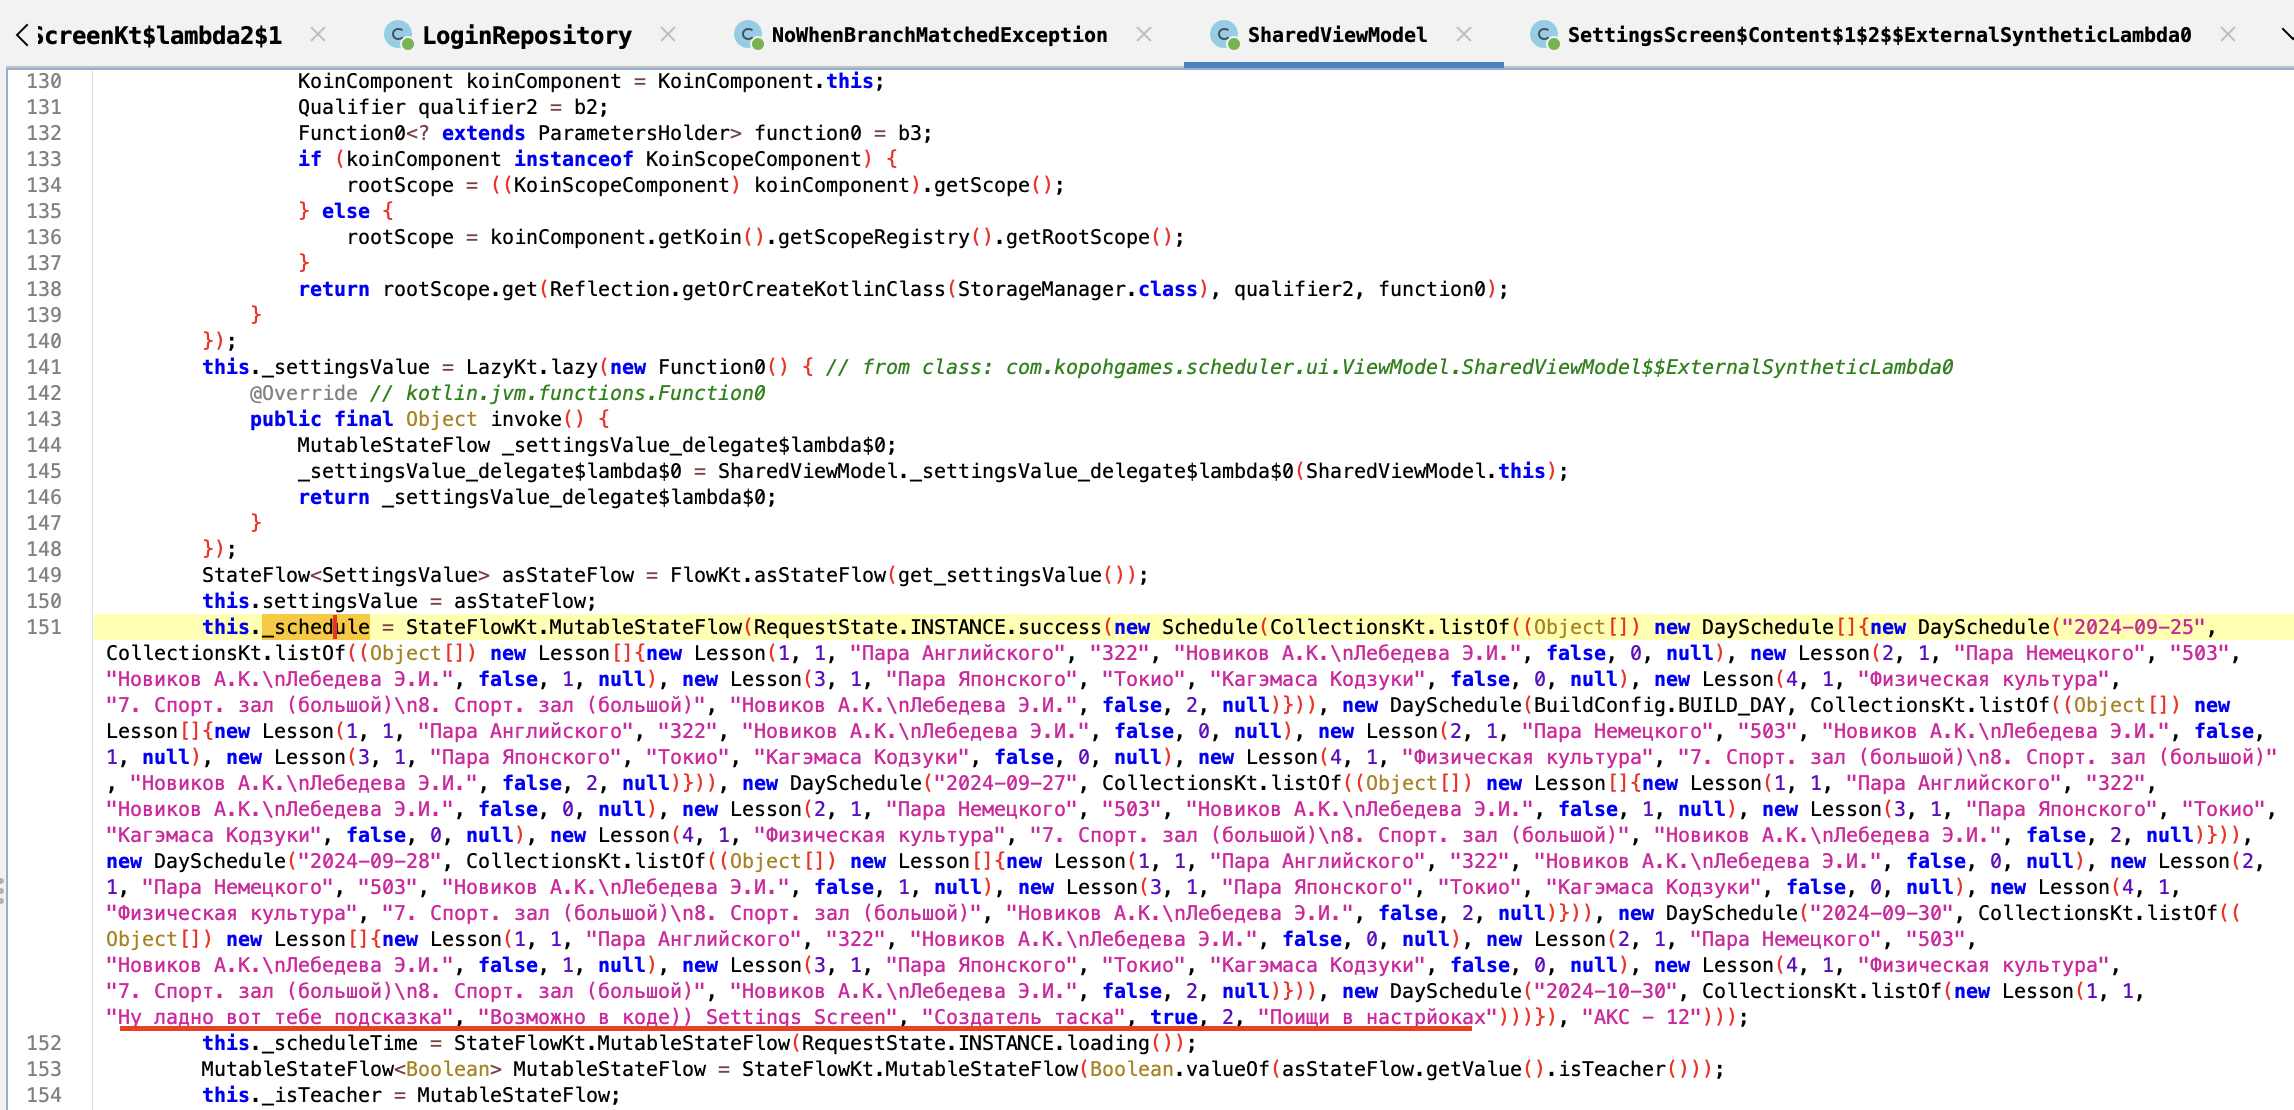 ScreenKt$lambda2$1 LoginRepository NoWhenBranchMatchedException SharedViewModel SettingsScreen$Content$1$2$$ExternalSyntheticLambda0
130 KoinComponent koinComponent = KoinComponent.this;
131 Qualifier qualifier2 = b2;
132 Function0<? extends ParametersHolder> function0 = b3;
133 if (koinComponent instanceof KoinScopeComponent) {
134 rootScope = ((KoinScopeComponent) koinComponent).getScope();
135 } else {
136 rootScope = koinComponent.getKoin().getScopeRegistry().getRootScope();
137 }
138 return rootScope.get(Reflection.getOrCreateKotlinClass(StorageManager.class), qualifier2, function0);
139 }
140 });
141 this._settingsValue = LazyKt.lazy(new Function0() { // from class: com.kopohgames.scheduler.ui.ViewModel.SharedViewModel$$ExternalSyntheticLambda0
142 @Override // kotlin.jvm.functions.Function0
143 public final Object invoke() {
144 MutableStateFlow _settingsValue_delegate$lambda$0;
145 _settingsValue_delegate$lambda$0 = SharedViewModel._settingsValue_delegate$lambda$0(SharedViewModel.this);
146 return _settingsValue_delegate$lambda$0;
147 }
148 });
149 StateFlow<SettingsValue> asStateFlow = FlowKt.asStateFlow(get_settingsValue());
150 this.settingsValue = asStateFlow;
151 this._schedule = StateFlowKt.MutableStateFlow(RequestState.INSTANCE.success(new Schedule(CollectionsKt.listOf((Object[]) new DaySchedule[]{new DaySchedule("2024-09-25",
CollectionsKt.listOf((Object[]) new Lesson[]{new Lesson(1, 1, "Пара Английского", "322", "Новиков А.К.\nЛебедева Э.И.", false, 0, null), new Lesson(2, 1, "Пара Немецкого", "503",
"Новиков А.К.\nЛебедева Э.И.", false, 1, null), new Lesson(3, 1, "Пара Японского", "Токио", "Кагэмаса Кодзуки", false, 0, null), new Lesson(4, 1, "Физическая культура",
"7. Спорт. зал (большой)\n8. Спорт. зал (большой)", "Новиков А.К.\nЛебедева Э.И.", false, 2, null)})), new DaySchedule(BuildConfig.BUILD_DAY, CollectionsKt.listOf((Object[]) new
Lesson[]{new Lesson(1, 1, "Пара Английского", "322", "Новиков А.К.\nЛебедева Э.И.", false, 0, null), new Lesson(2, 1, "Пара Немецкого", "503", "Новиков А.К.\nЛебедева Э.И.", false,
1, null), new Lesson(3, 1, "Пара Японского", "Токио", "Кагэмаса Кодзуки", false, 0, null), new Lesson(4, 1, "Физическая культура", "7. Спорт. зал (большой)\n8. Спорт. зал (большой)"
, "Новиков А.К.\nЛебедева Э.И.", false, 2, null)})), new DaySchedule("2024-09-27", CollectionsKt.listOf((Object[]) new Lesson[]{new Lesson(1, 1, "Пара Английского", "322",
"Новиков А.К.\nЛебедева Э.И.", false, 0, null), new Lesson(2, 1, "Пара Немецкого", "503", "Новиков А.К.\nЛебедева Э.И.", false, 1, null), new Lesson(3, 1, "Пара Японского", "Токио",
"Кагэмаса Кодзуки", false, 0, null), new Lesson(4, 1, "Физическая культура", "7. Спорт. зал (большой)\n8. Спорт. зал (большой)", "Новиков А.К.\nЛебедева Э.И.", false, 2, null)})),
new DaySchedule("2024-09-28", CollectionsKt.listOf((Object[]) new Lesson[]{new Lesson(1, 1, "Пара Английского", "322", "Новиков А.К.\nЛебедева Э.И.", false, 0, null), new Lesson(2,
1, "Пара Немецкого", "503", "Новиков А.К.\nЛебедева Э.И.", false, 1, null), new Lesson(3, 1, "Пара Японского", "Токио", "Кагэмаса Кодзуки", false, 0, null), new Lesson(4, 1,
"Физическая культура", "7. Спорт. зал (большой)\n8. Спорт. зал (большой)", "Новиков А.К.\nЛебедева Э.И.", false, 2, null)})), new DaySchedule("2024-09-30", CollectionsKt.listOf((
Object[]) new Lesson[]{new Lesson(1, 1, "Пара Английского", "322", "Новиков А.К.\nЛебедева Э.И.", false, 0, null), new Lesson(2, 1, "Пара Немецкого", "503",
"Новиков А.К.\nЛебедева Э.И.", false, 1, null), new Lesson(3, 1, "Пара Японского", "Токио", "Кагэмаса Кодзуки", false, 0, null), new Lesson(4, 1, "Физическая культура",
"7. Спорт. зал (большой)\n8. Спорт. зал (большой)", "Новиков А.К.\nЛебедева Э.И.", false, 2, null)})), new DaySchedule("2024-10-30", CollectionsKt.listOf(new Lesson(1, 1,
"Ну ладно вот тебе подсказка", "Возможно в коде)) Settings Screen", "Создатель таска", true, 2, "Поищи в настрйоках")))}), "АКС - 12")));
152 this._scheduleTime = StateFlowKt.MutableStateFlow(RequestState.INSTANCE.loading());
153 MutableStateFlow<Boolean> MutableStateFlow = StateFlowKt.MutableStateFlow(Boolean.valueOf(asStateFlow.getValue().isTeacher()));
154 this._isTeacher = MutableStateFlow;